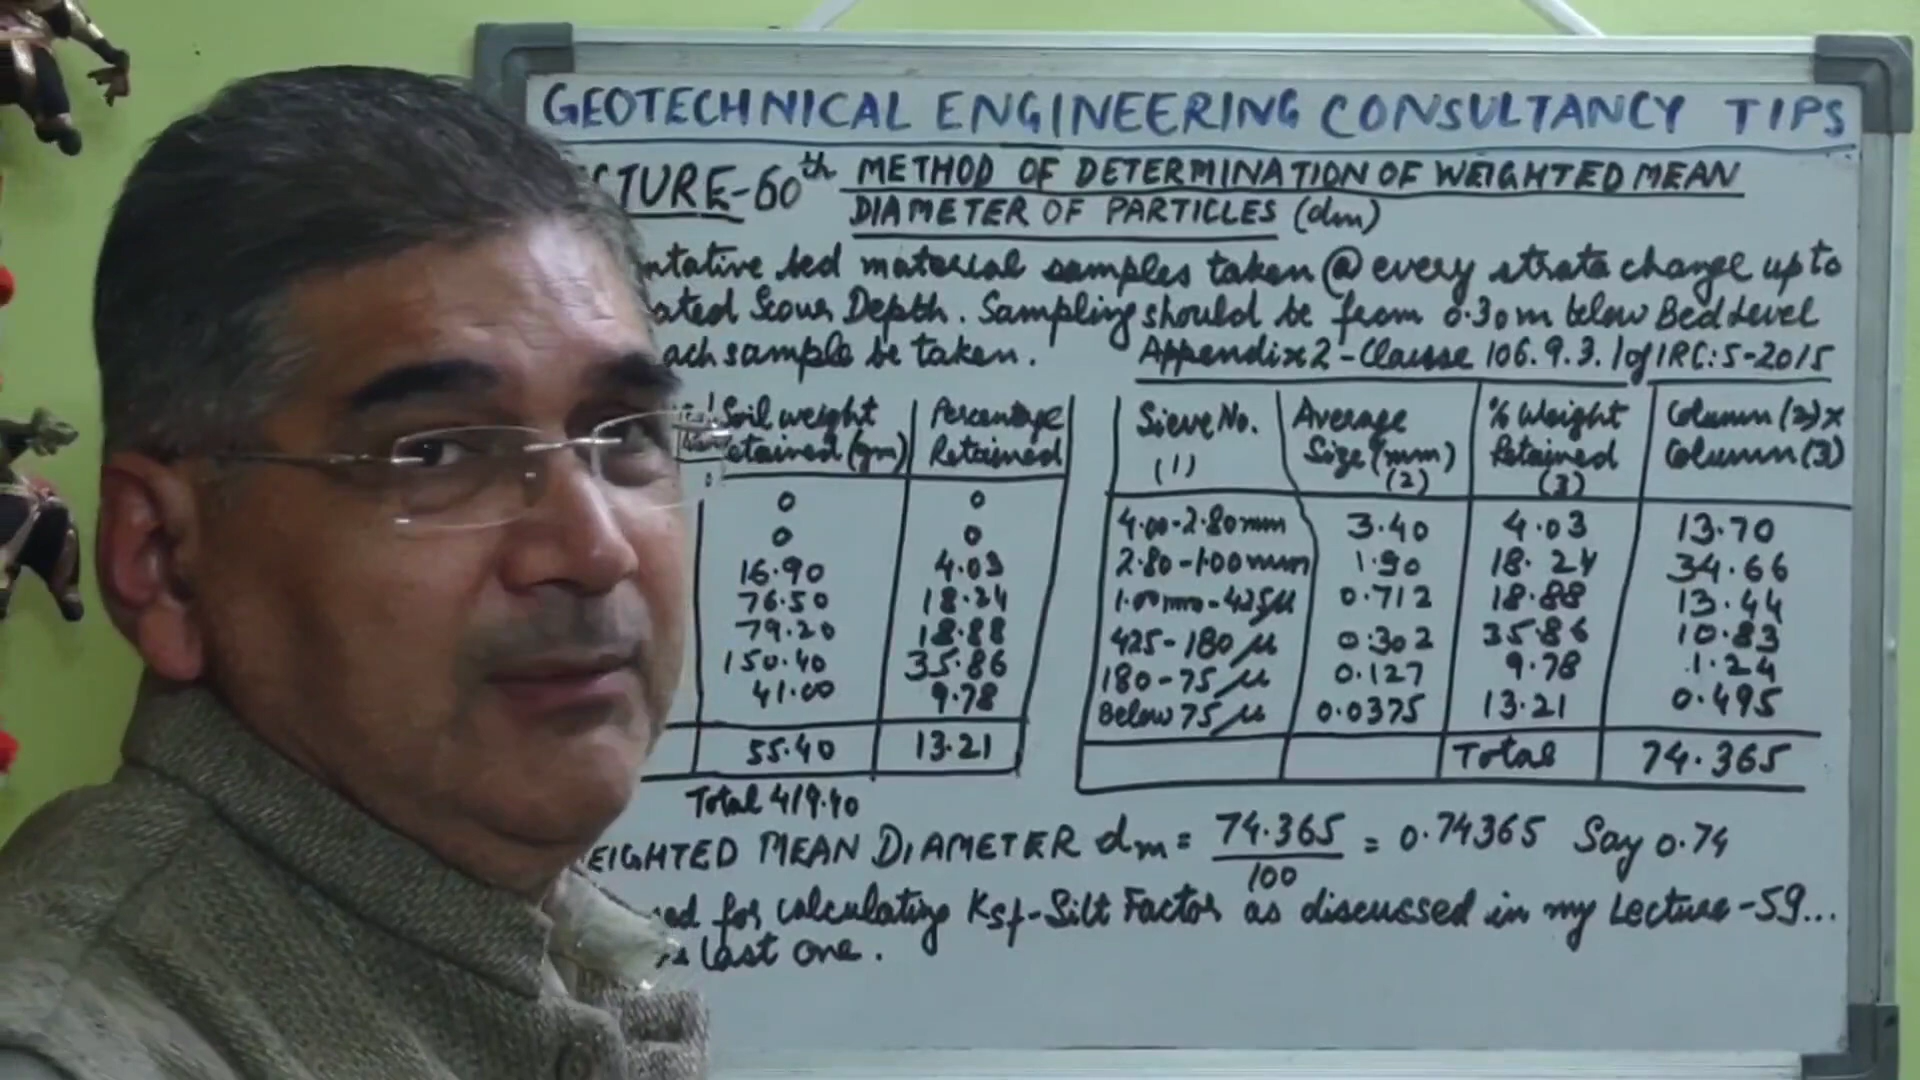 GEOTECHNICAL ENGINEERING CONSULTANCY TIPS
CTURE-60th METHOD OF DETERMINATION OF WEIGHTED MEAN
DIAMETER OF PARTICLES (dm)
ntative bed material samples taken @ every strata change up to
ated Scour Depth. Sampling should be from 0.30m below Bed Level
ach sample be taken. Appendix 2 - Clause 106.9.3.1 of IRC:5-2015
Soil weight Percentage
etained (gm) Retained
0 0
0 0
16.90 4.03
76.50 18.24
79.20 18.88
150.40 35.86
41.00 9.78
55.40 13.21
Total 419.40
Sieve No. Average % Weight Column (2) x
(1) Size (mm) Retained Column (3)
(2) (3)
4.00-2.80mm 3.40 4.03 13.70
2.80-1.00mm 1.90 18.24 34.66
1.00mm-425µ 0.712 18.88 13.44
425-180µ 0.302 35.86 10.83
180-75µ 0.127 9.78 1.24
Below 75µ 0.0375 13.21 0.495
Total 74.365
EIGHTED MEAN DIAMETER dm = 74.365/100 = 0.74365 Say 0.74
ed for calculating Ksf-Silt Factor as discussed in my Lecture-59...
last one.